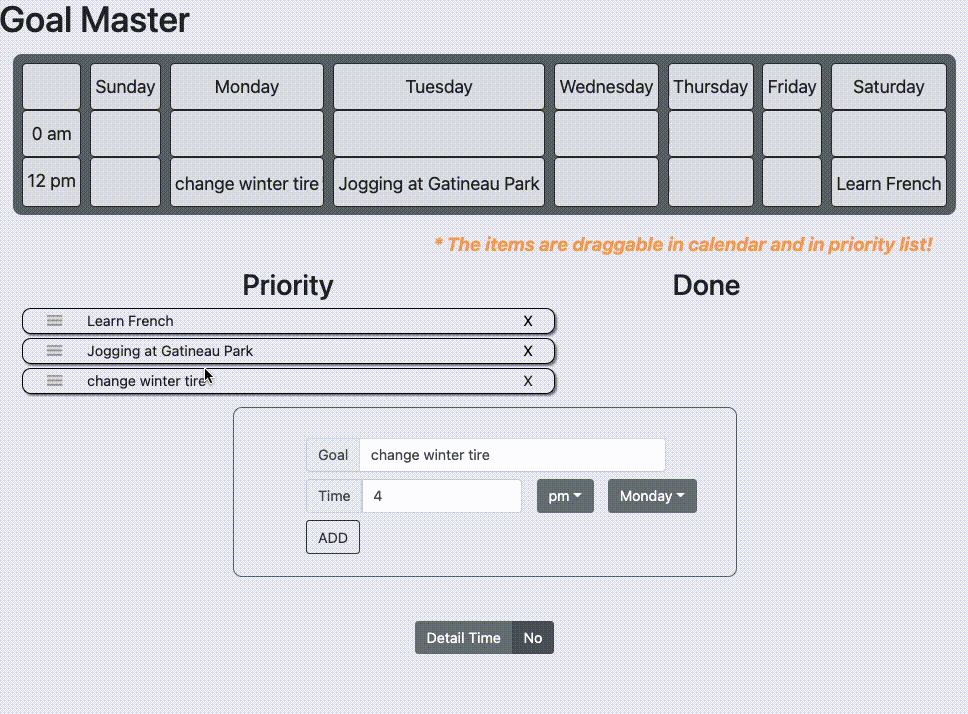 Goal Master
Sunday Monday Tuesday Wednesday Thursday Friday Saturday
0 am
12 pm change winter tire Jogging at Gatineau Park Learn French
* The items are draggable in calendar and in priority list!
Priority Done
Learn French X
Jogging at Gatineau Park X
change winter tire X
Goal change winter tire
Time 4 pm Monday
ADD
Detail Time No